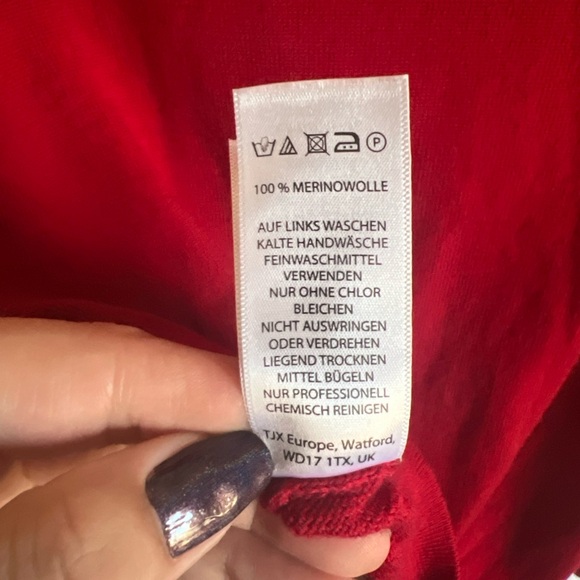 P
100 % MERINOWOLLE
AUF LINKS WASCHEN
KALTE HANDWÄSCHE
FEINWASCHMITTEL
VERWENDEN
NUR OHNE CHLOR
BLEICHEN
NICHT AUSWRINGEN
ODER VERDREHEN
LIEGEND TROCKNEN
MITTEL BÜGELN
NUR PROFESSIONELL
CHEMISCH REINIGEN
TJX Europe, Watford,
WD17 1TX, UK